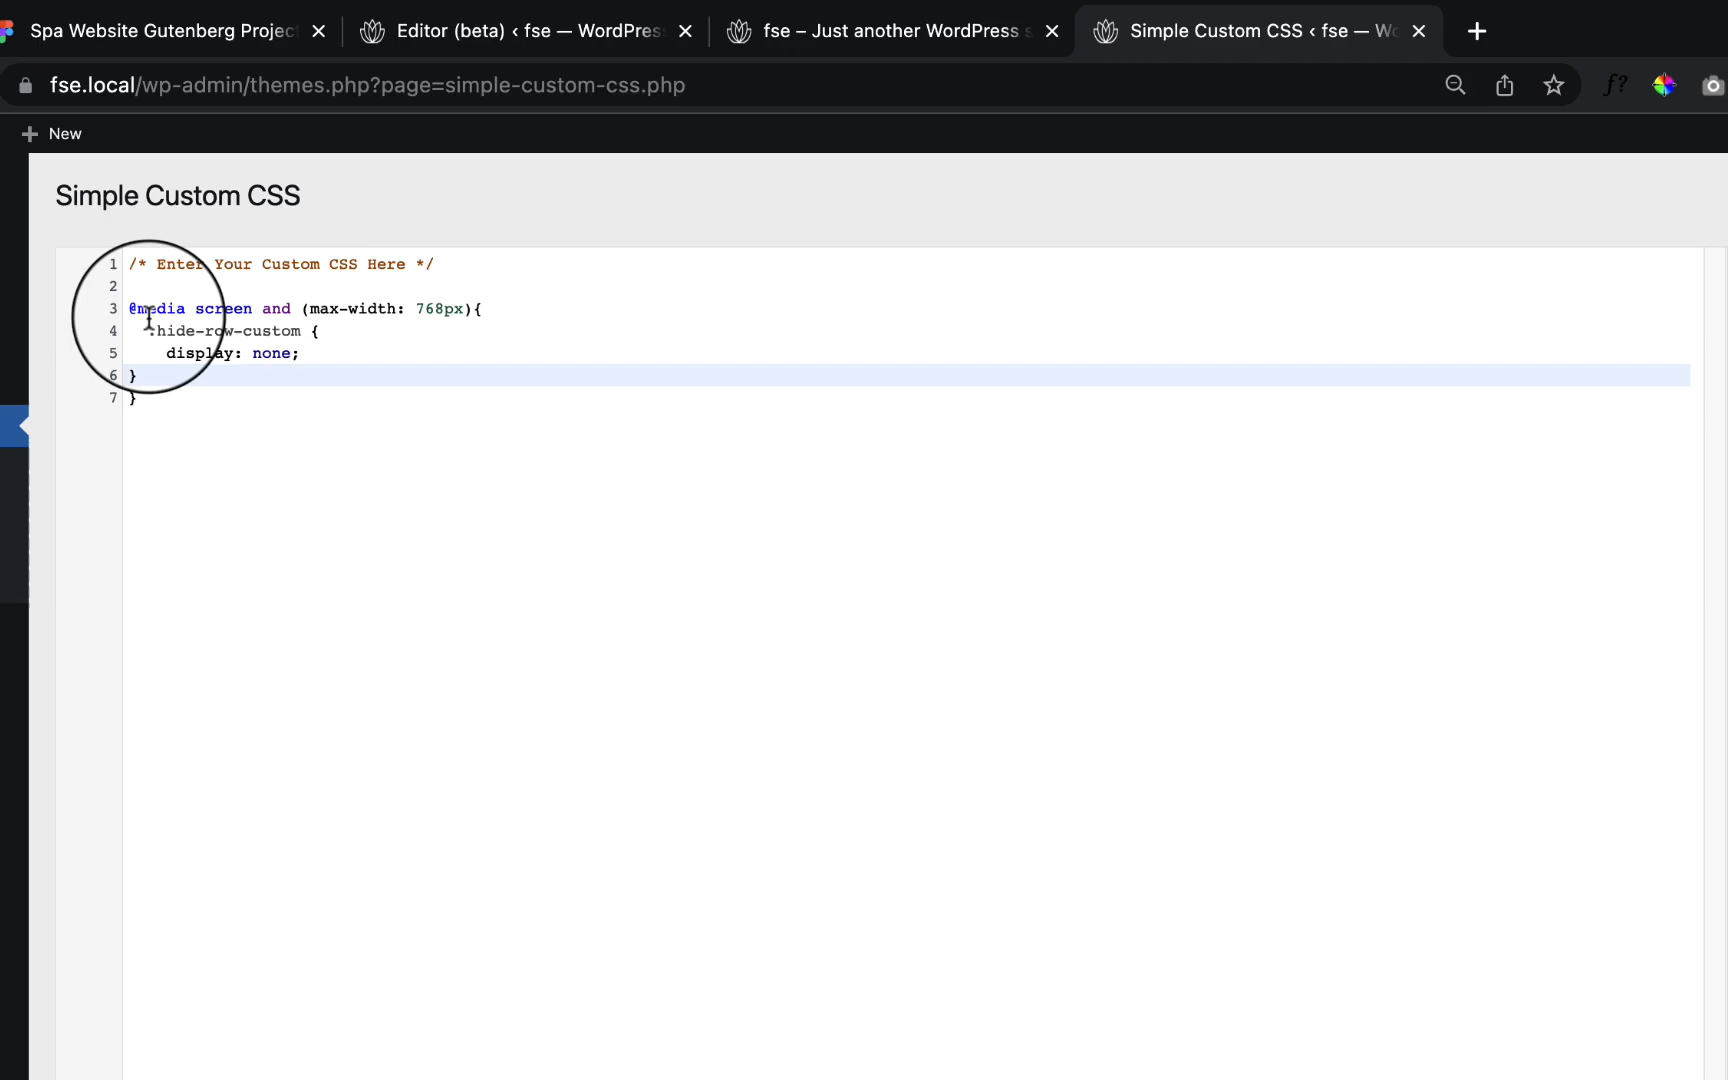 Spa Website Gutenberg Projec
Editor (beta) ‹ fse — WordPres
fse – Just another WordPress s
Simple Custom CSS ‹ fse — Wo
fse.local/wp-admin/themes.php?page=simple-custom-css.php
f?
New
Simple Custom CSS
1 /* Enter Your Custom CSS Here */
2
3 @media screen and (max-width: 768px){
4 .hide-row-custom {
5 display: none;
6 }
7 }